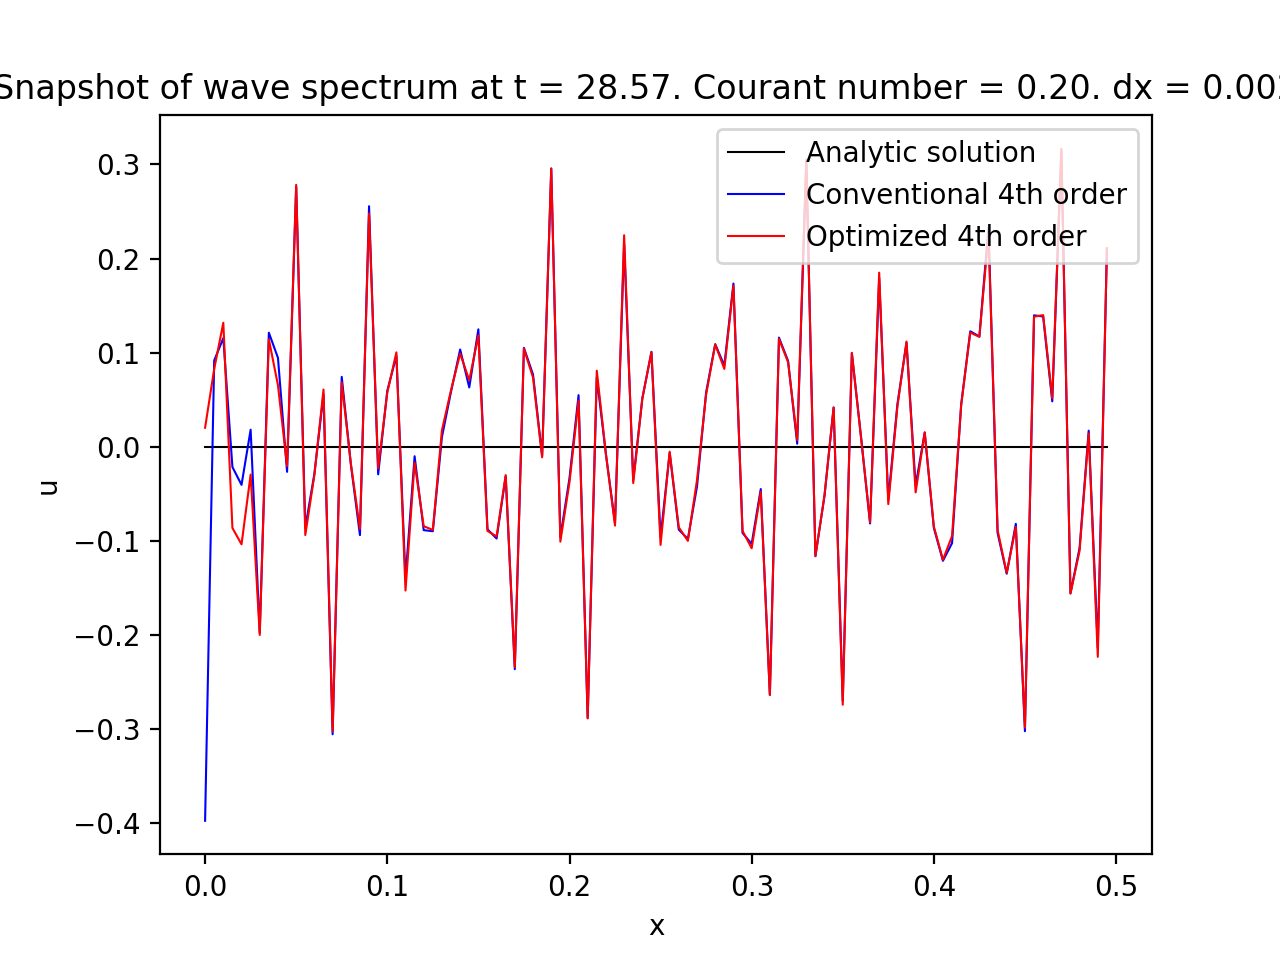 Snapshot of wave spectrum at t = 28.57. Courant number = 0.20. dx = 0.00
Analytic solution
Conventional 4th order
Optimized 4th order
0.3
0.2
0.1
0.0
−0.1
−0.2
−0.3
−0.4
u
0.0 0.1 0.2 0.3 0.4 0.5
x